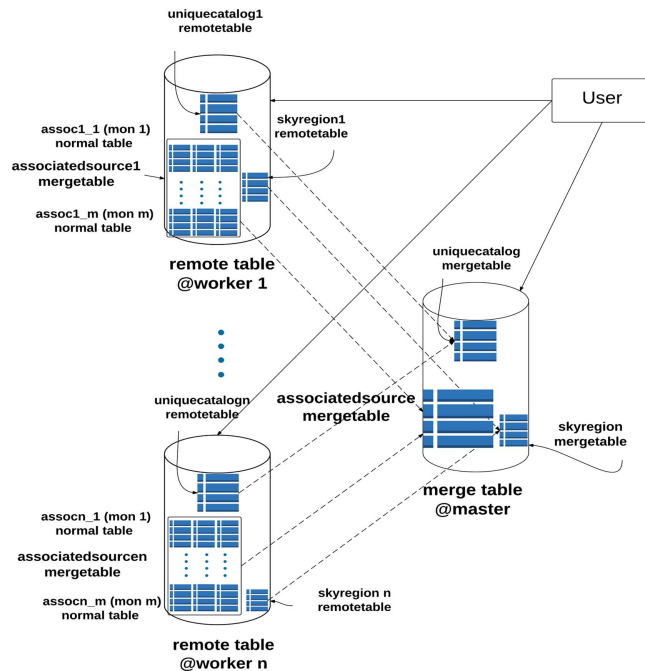 uniquecatalog1
remotetable
User
skyregion1
remotetable
assoc1_1 (mon 1)
normal table
associatedsource1
mergetable
assoc1_m (mon m)
normal table
remote table
@worker 1
uniquecatalog
mergetable
uniquecatalogn
remotetable
associatedsource
mergetable
skyregion
mergetable
merge table
@master
assocn_1 (mon 1)
normal table
associatedsourcen
mergetable
assocn_m (mon m)
normal table
skyregion n
remotetable
remote table
@worker n